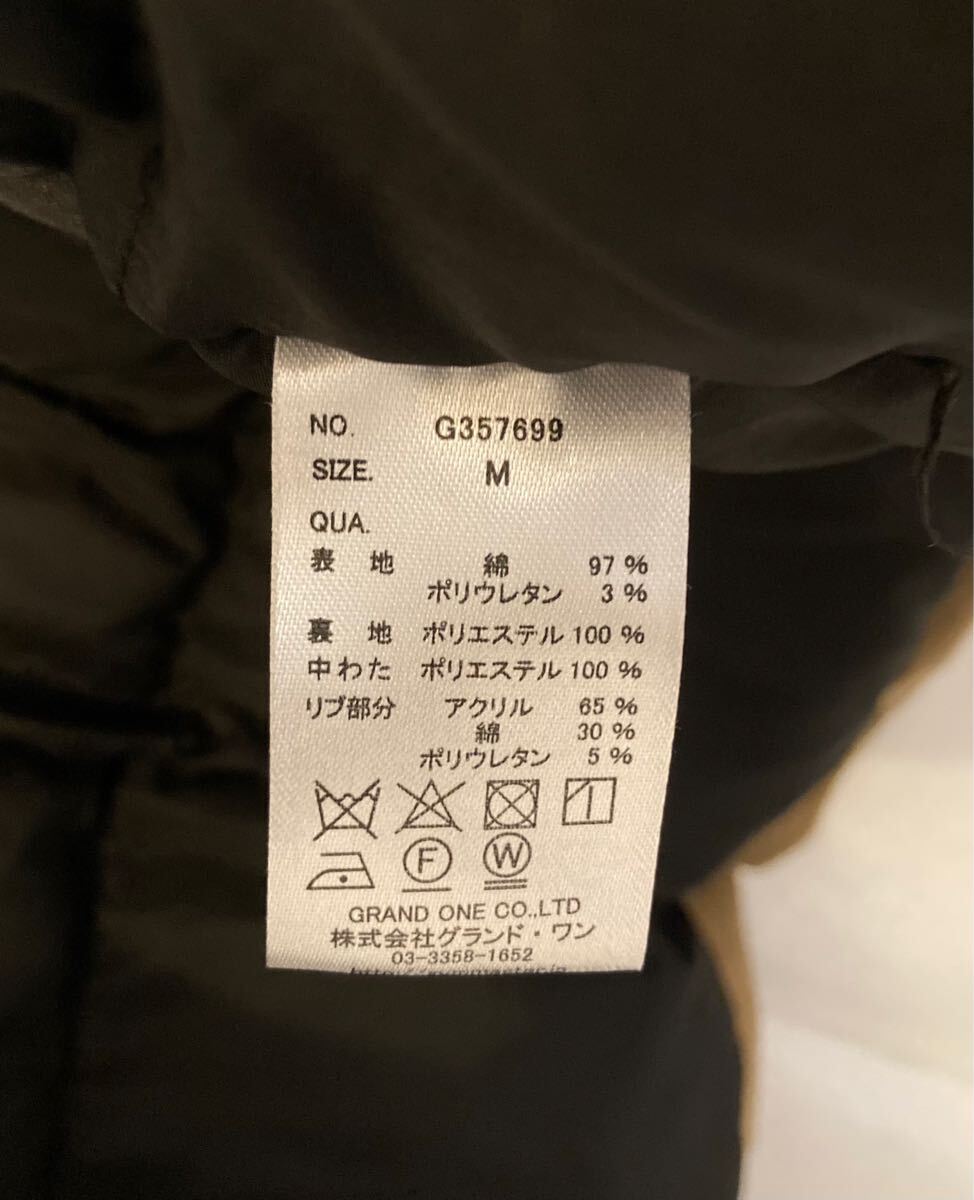 NO. G357699
SIZE. M
QUA.
表 地 綿 97 %
ポリウレタン 3 %
裏 地 ポリエステル 100 %
中わた ポリエステル 100 %
リブ部分 アクリル 65 %
綿 30 %
ポリウレタン 5 %
F W
GRAND ONE CO.,LTD
株式会社グランド・ワン
03-3358-1652